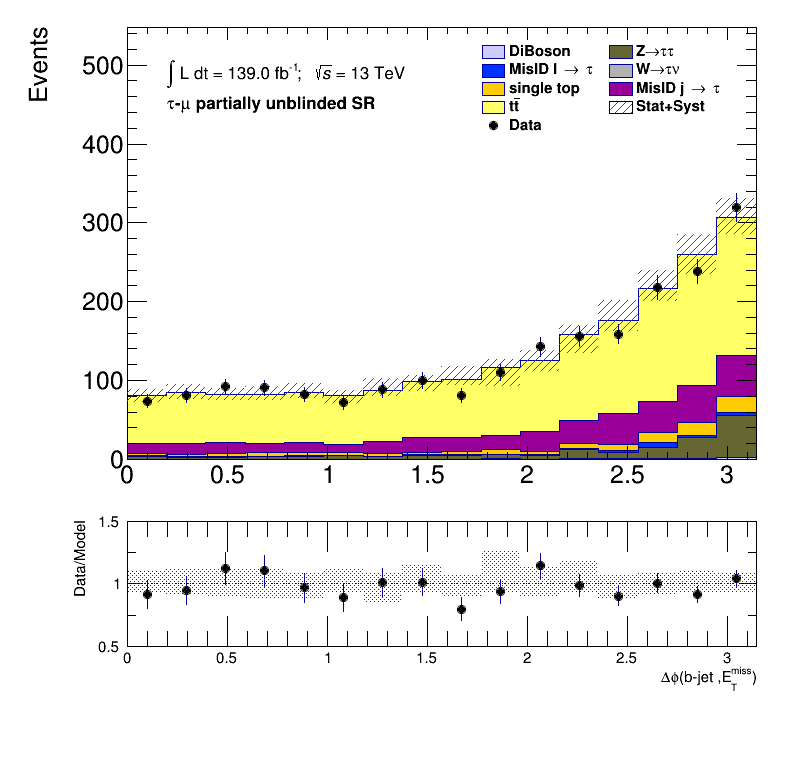 Events
∫ L dt = 139.0 fb⁻¹; √s = 13 TeV
τ-μ partially unblinded SR
DiBoson
MisID l → τ
single top
tt̄
Data
Z→ττ
W→τν
MisID j → τ
Stat+Syst
500
400
300
200
100
0
0 0.5 1 1.5 2 2.5 3
Data/Model
1.5
1
0.5
0 0.5 1 1.5 2 2.5 3
Δϕ(b-jet ,E_T^miss)